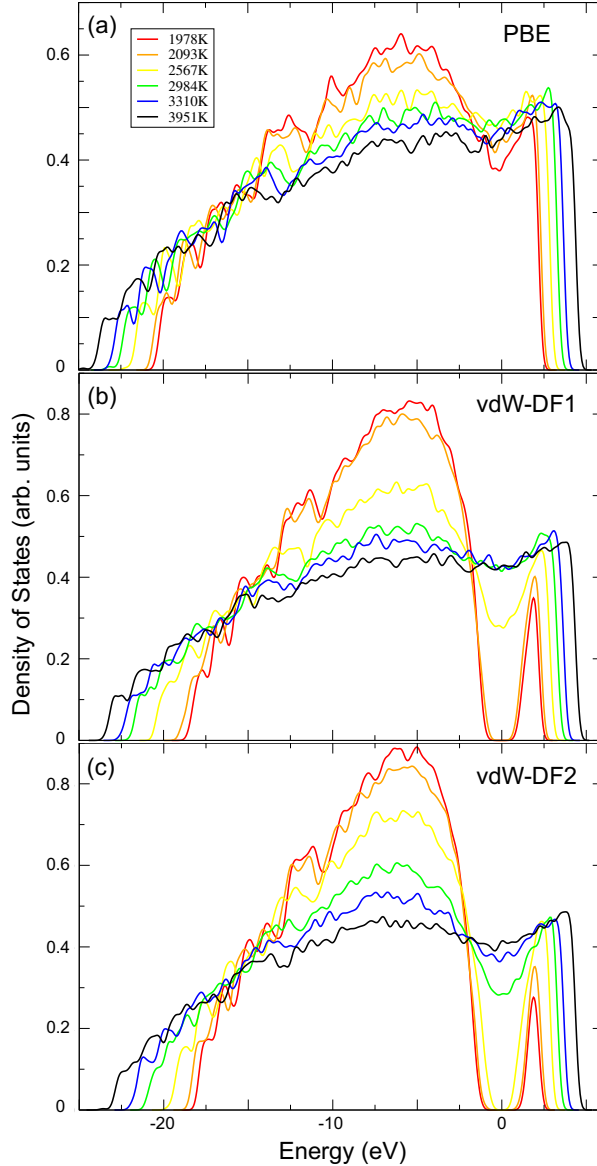 (a)
PBE
1978K
2093K
2567K
2984K
3310K
3951K
0.6
0.4
0.2
0
(b)
vdW-DF1
0.8
0.6
0.4
0.2
0
Density of States (arb. units)
(c)
vdW-DF2
0.8
0.6
0.4
0.2
0
-20
-10
0
Energy (eV)